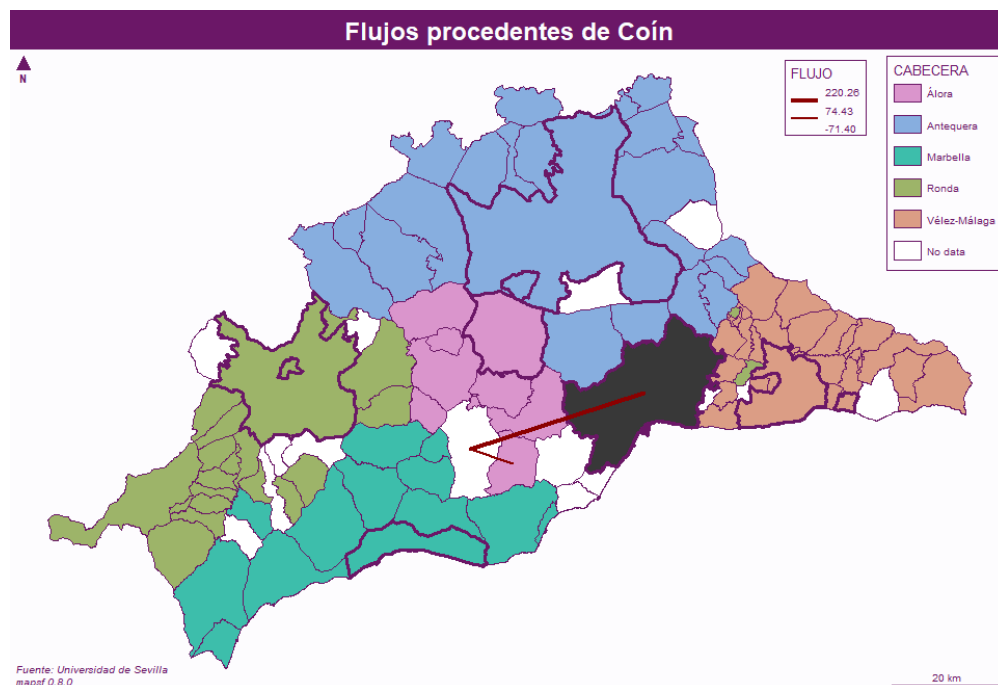 Flujos procedentes de Coín
N
FLUJO
220.26
74.43
-71.40
CABECERA
Álora
Antequera
Marbella
Ronda
Vélez-Málaga
No data
Fuente: Universidad de Sevilla
mapsf 0.8.0
20 km